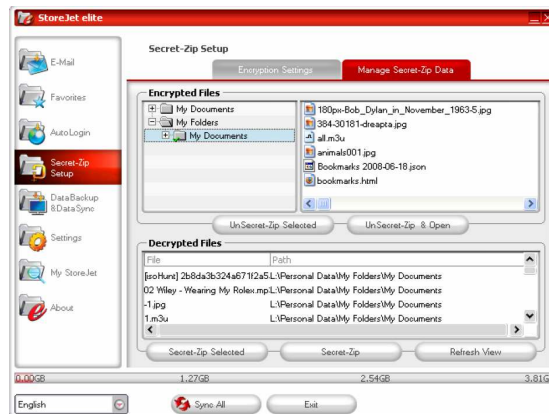 StoreJet elite
E-Mail
Favorites
AutoLogin
Secret-Zip
Setup
DataBackup
&DataSync
Settings
My StoreJet
About
Secret-Zip Setup
Encryption Settings
Manage Secret-Zip Data
Encrypted Files
My Documents
My Folders
My Documents
180px-Bob_Dylan_in_November_1963-5.jpg
384-30181-dreapta.jpg
all.m3u
animals001.jpg
Bookmarks 2008-06-18.json
bookmarks.html
UnSecret-Zip Selected
UnSecret-Zip & Open
Decrypted Files
File Path
[isoHunt] 2b8da3b324a671f2a5.L:\Personal Data\My Folders\My Documents
02 Wiley - Wearing My Rolex.mp:L:\Personal Data\My Folders\My Documents
-1.jpg L:\Personal Data\My Folders\My Documents
1.m3u L:\Personal Data\My Folders\My Documents
Secret-Zip Selected
Secret-Zip
Refresh View
0.00GB 1.27GB 2.54GB 3.81G
English
Sync All
Exit